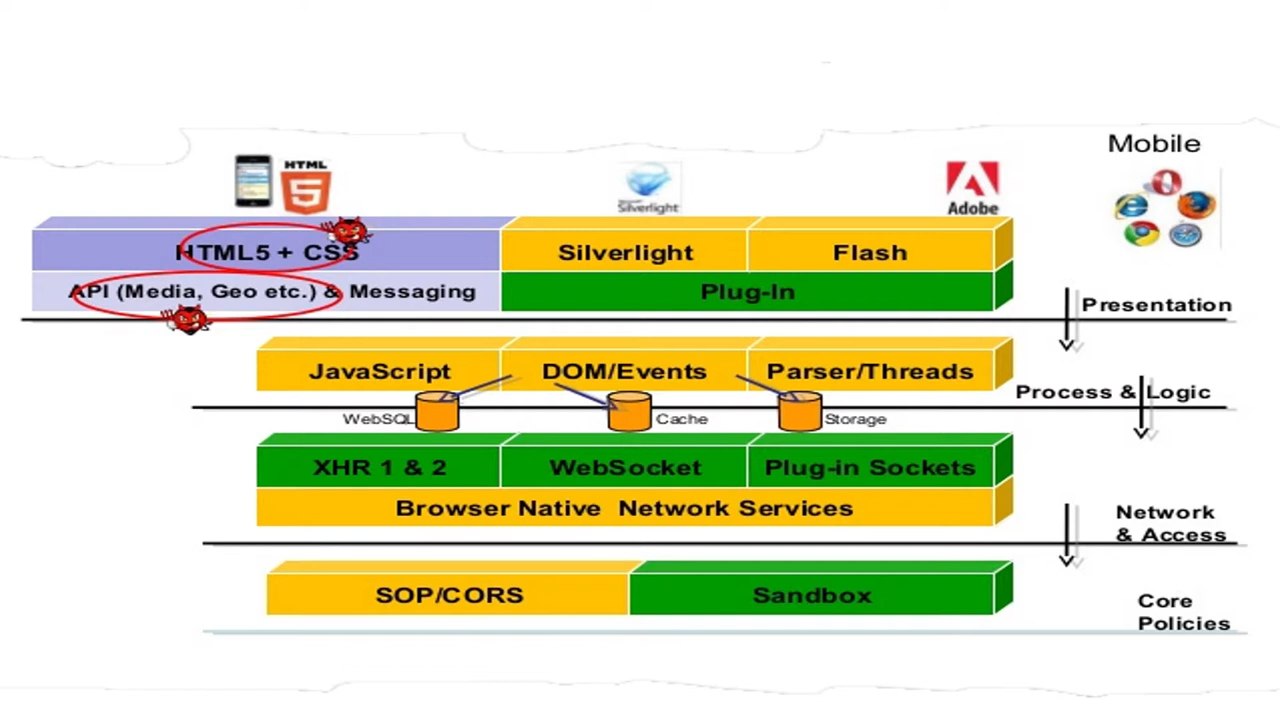 Mobile
HTML
5
Silverlight
Adobe
HTML5 + CSS
Silverlight
Flash
API (Media, Geo etc.) & Messaging
Plug-In
Presentation
JavaScript
DOM/Events
Parser/Threads
Process & Logic
WebSQL
Cache
Storage
XHR 1 & 2
WebSocket
Plug-in Sockets
Browser Native Network Services
Network
& Access
SOP/CORS
Sandbox
Core
Policies